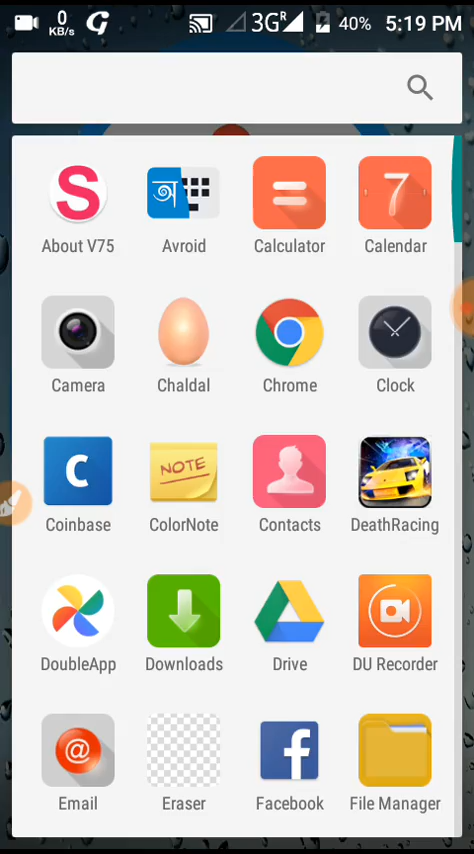 0 KB/s G 3G R 40% 5:19 PM
S অ = 7
About V75 Avroid Calculator Calendar
Camera Chaldal Chrome Clock
C NOTE
Coinbase ColorNote Contacts DeathRacing
DoubleApp Downloads Drive DU Recorder
@ f
Email Eraser Facebook File Manager